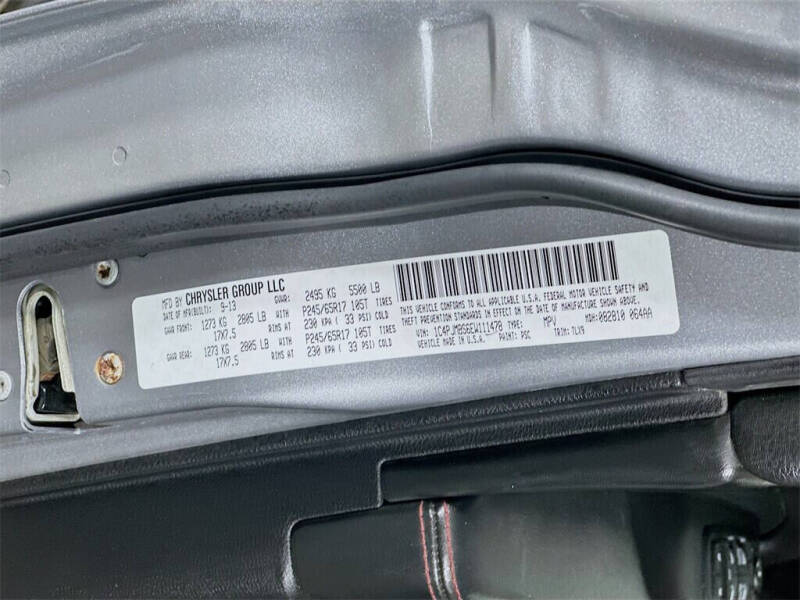 MFD BY CHRYSLER GROUP LLC
DATE OF MFR(BUILT): 9-13 GVWR: 2495 KG 5500 LB
GAWR FRONT: 1273 KG 2805 LB WITH P245/65R17 105T TIRES
17X7.5 RIMS AT 230 KPA ( 33 PSI) COLD
GAWR REAR: 1273 KG 2805 LB WITH P245/65R17 105T TIRES
17X7.5 RIMS AT 230 KPA ( 33 PSI) COLD
THIS VEHICLE CONFORMS TO ALL APPLICABLE U.S.A. FEDERAL MOTOR VEHICLE SAFETY AND
THEFT PREVENTION STANDARDS IN EFFECT ON THE DATE OF MANUFACTURE SHOWN ABOVE.
VIN: 1C4PJMBS6EW111470 TYPE: MPV MDH: 082810 064AA
VEHICLE MADE IN U.S.A. PAINT: PSC TRIM: TLX9